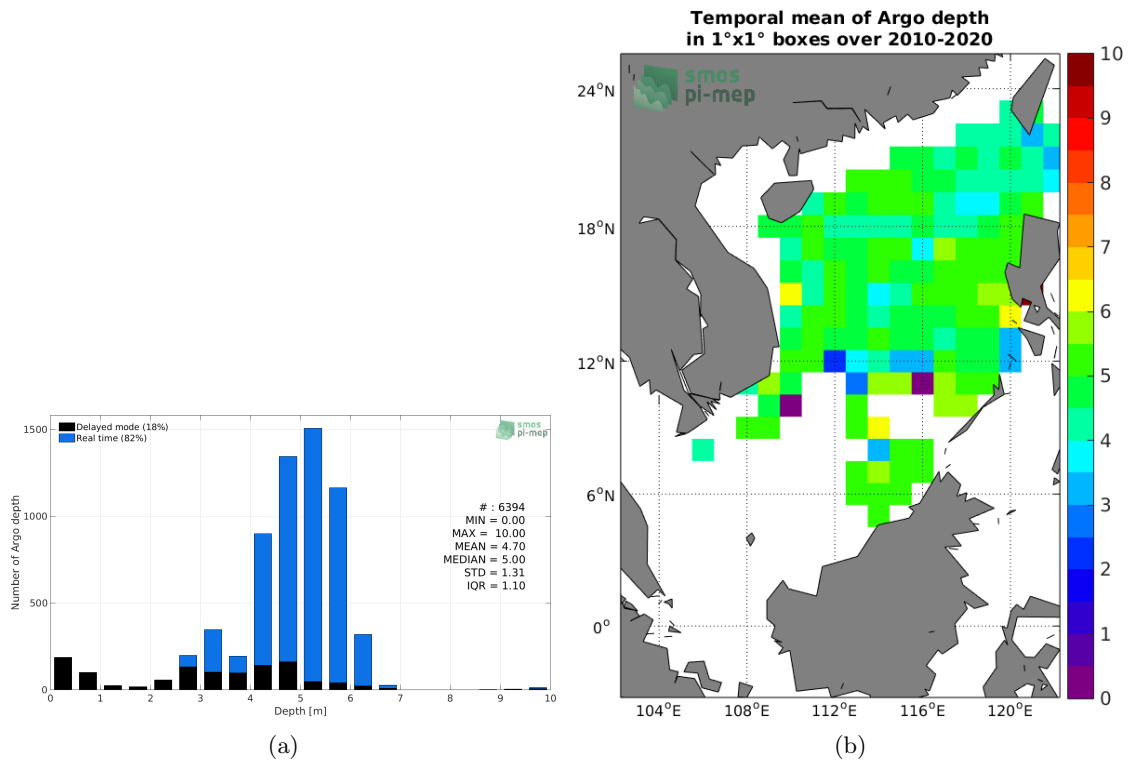 Temporal mean of Argo depth
in 1°x1° boxes over 2010-2020
smos
pi-mep
24°N
18°N
12°N
6°N
0°
104°E
108°E
112°E
116°E
120°E
10
9
8
7
6
5
4
3
2
1
0
Delayed mode (18%)
Real time (82%)
smos
pi-mep
# : 6394
MIN = 0.00
MAX = 10.00
MEAN = 4.70
MEDIAN = 5.00
STD = 1.31
IQR = 1.10
Number of Argo depth
1500
1000
500
0
0 1 2 3 4 5 6 7 8 9 10
Depth [m]
(a)
(b)